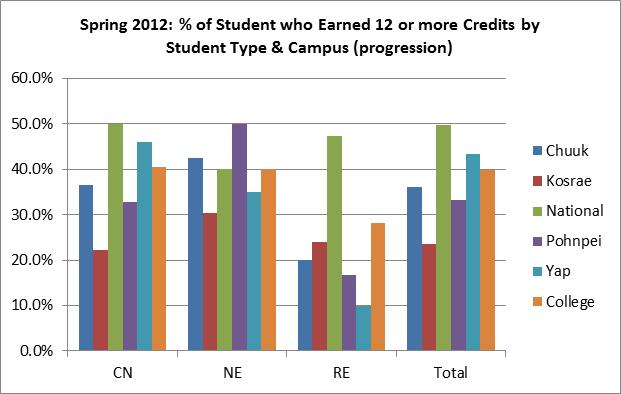 Spring 2012: % of Student who Earned 12 or more Credits by
Student Type & Campus (progression)
60.0%
50.0%
40.0%
30.0%
20.0%
10.0%
0.0%
CN
NE
RE
Total
Chuuk
Kosrae
National
Pohnpei
Yap
College